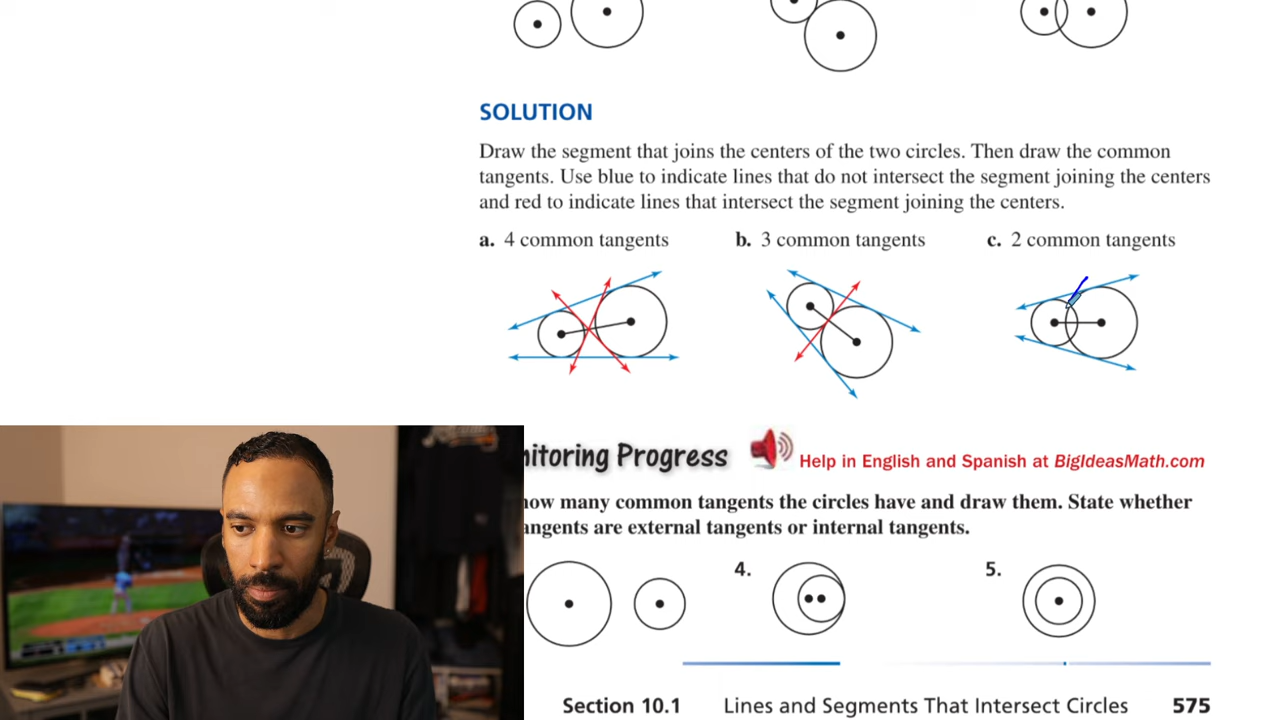 SOLUTION
Draw the segment that joins the centers of the two circles. Then draw the common
tangents. Use blue to indicate lines that do not intersect the segment joining the centers
and red to indicate lines that intersect the segment joining the centers.
a. 4 common tangents
b. 3 common tangents
c. 2 common tangents
nitoring Progress
Help in English and Spanish at BigIdeasMath.com
how many common tangents the circles have and draw them. State whether
angents are external tangents or internal tangents.
4.
5.
Section 10.1 Lines and Segments That Intersect Circles 575